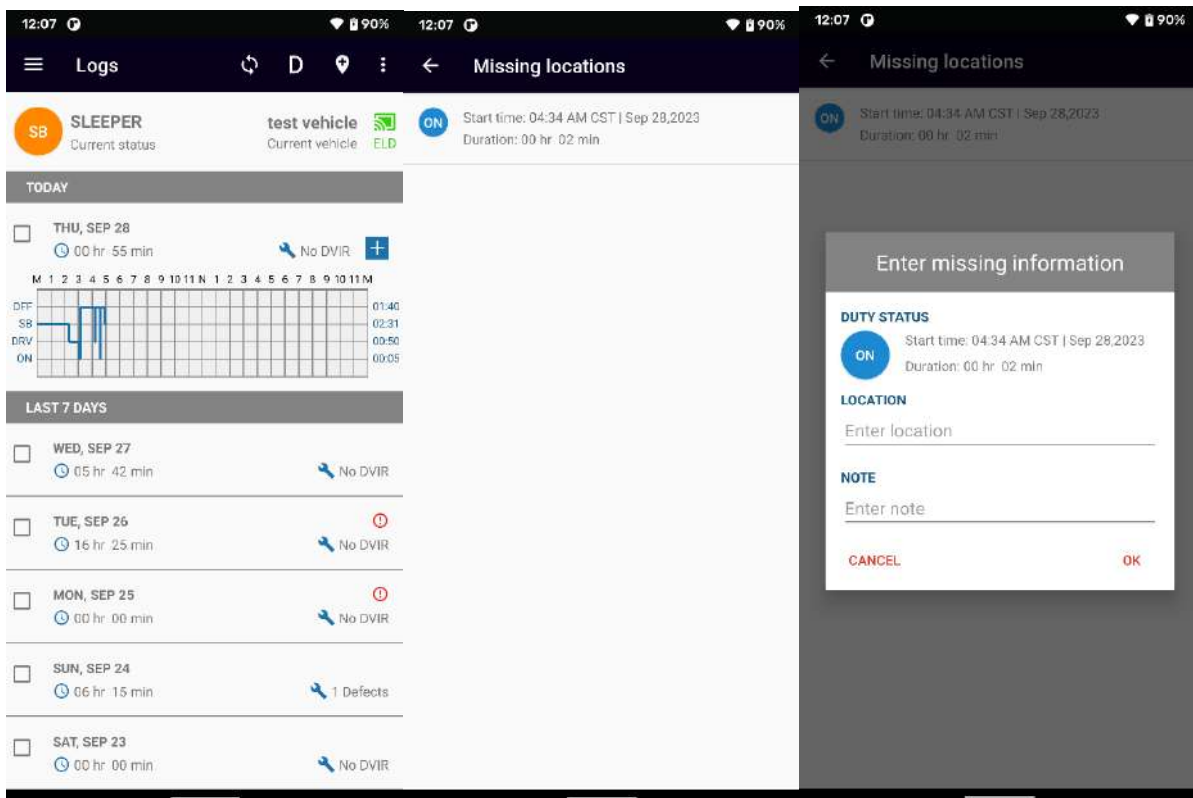 12:07 90%
Logs D
SB SLEEPER test vehicle
Current status Current vehicle ELD
TODAY
THU, SEP 28
00 hr 55 min No DVIR
M 1 2 3 4 5 6 7 8 9 10 11 N 1 2 3 4 5 6 7 8 9 10 11 M
OFF 01:40
SB 02:31
DRV 00:50
ON 00:05
LAST 7 DAYS
WED, SEP 27
05 hr 42 min No DVIR
TUE, SEP 26
16 hr 25 min No DVIR
MON, SEP 25
00 hr 00 min No DVIR
SUN, SEP 24
06 hr 15 min 1 Defects
SAT, SEP 23
00 hr 00 min No DVIR
12:07 90%
Missing locations
ON Start time: 04:34 AM CST | Sep 28,2023
Duration: 00 hr 02 min
12:07 90%
Missing locations
ON Start time: 04:34 AM CST | Sep 28,2023
Duration: 00 hr 02 min
Enter missing information
DUTY STATUS
ON Start time: 04:34 AM CST | Sep 28,2023
Duration: 00 hr 02 min
LOCATION
Enter location
NOTE
Enter note
CANCEL OK